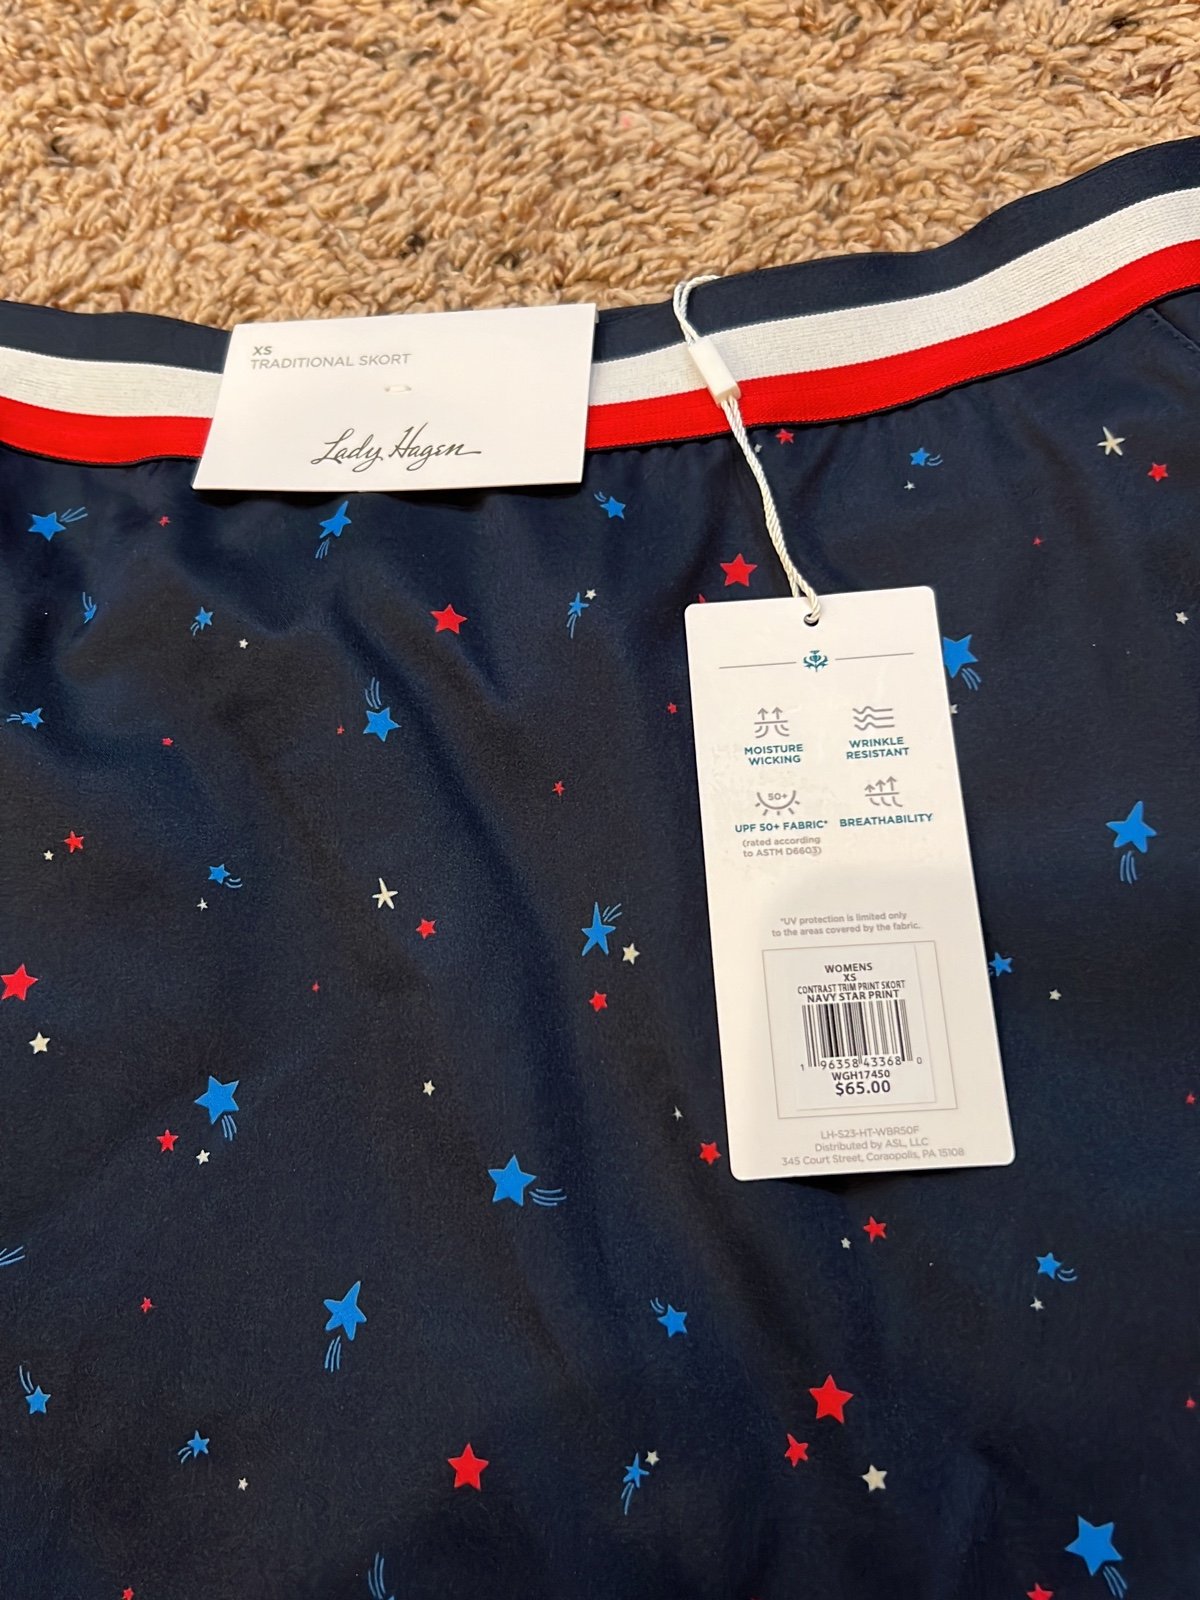 XS
TRADITIONAL SKORT
Lady Hagen
MOISTURE
WICKING
WRINKLE
RESISTANT
50+
UPF 50+ FABRIC*
(rated according
to ASTM D6603)
BREATHABILITY
*UV protection is limited only
to the areas covered by the fabric.
WOMENS
XS
CONTRAST TRIM PRINT SKORT
NAVY STAR PRINT
1 96358 43368 0
WGH17450
$65.00
LH-S23-HT-WBR50F
Distributed by ASL, LLC
345 Court Street, Coraopolis, PA 15108